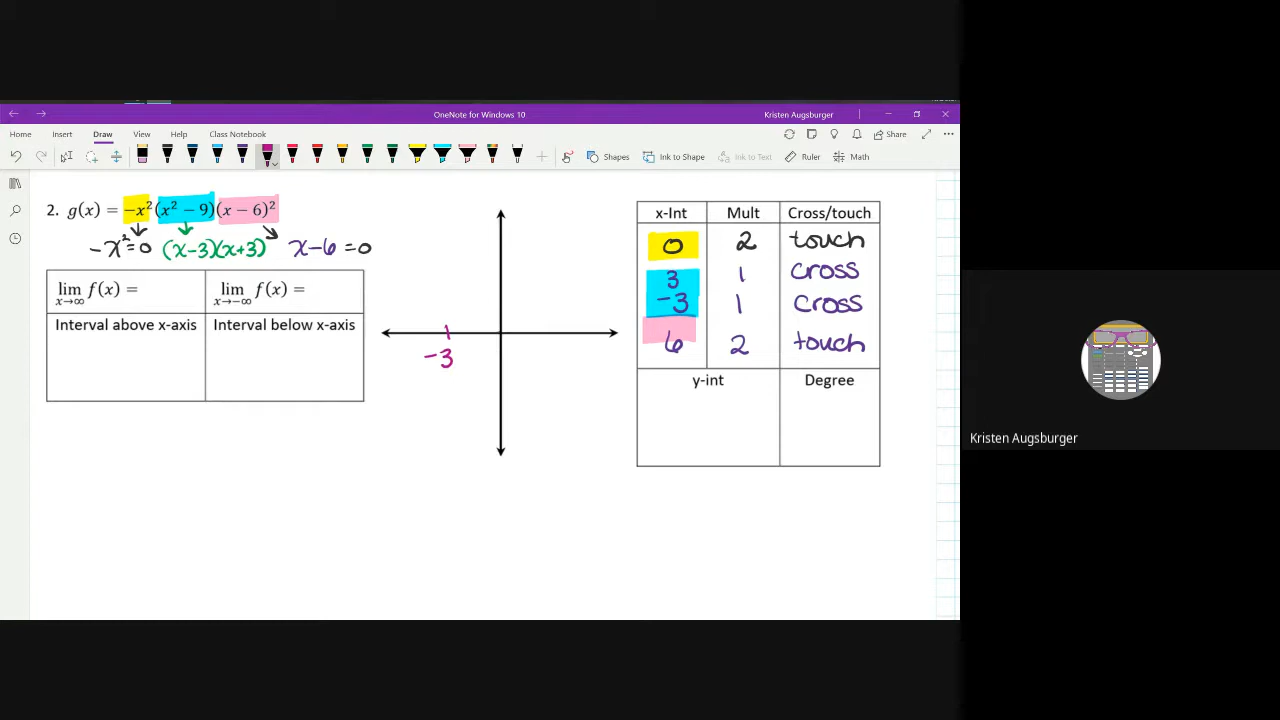 OneNote for Windows 10
Kristen Augsburger
Home Insert Draw View Help Class Notebook
Share
Shapes Ink to Shape Ink to Text Ruler Math
2. g(x) = −x²(x² − 9)(x − 6)²
−x²=0 (x−3)(x+3) x−6 =0
lim x→∞ f(x) = lim x→−∞ f(x) =
Interval above x-axis Interval below x-axis
−3
x-Int Mult Cross/touch
0 2 touch
3 1 cross
−3 1 cross
6 2 touch
y-int Degree
Kristen Augsburger